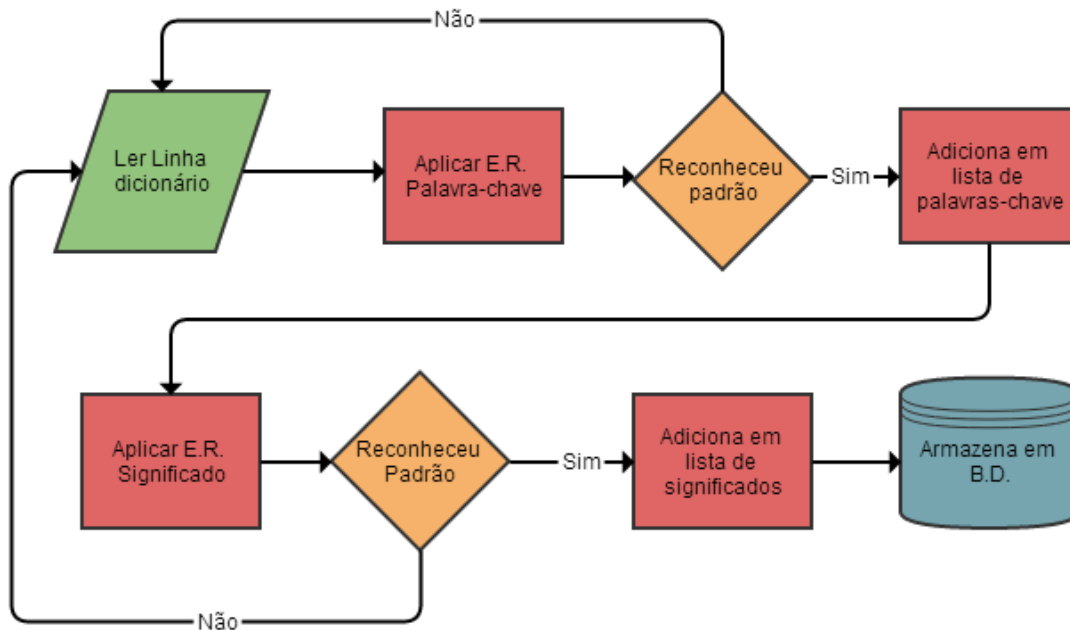 Não
Ler Linha
dicionário
Aplicar E.R.
Palavra-chave
Reconheceu
padrão
Sim
Adiciona em
lista de
palavras-chave
Aplicar E.R.
Significado
Reconheceu
Padrão
Sim
Adiciona em
lista de
significados
Armazena em
B.D.
Não